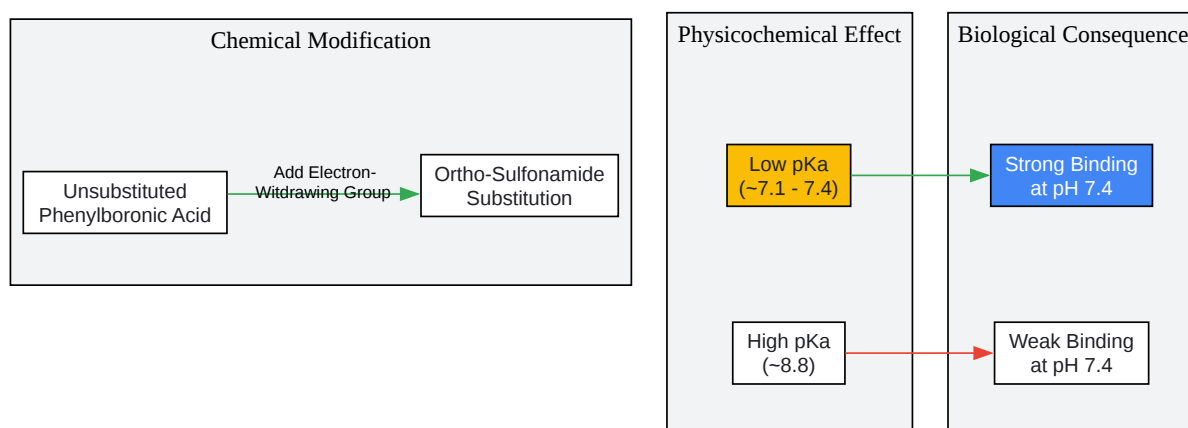 Chemical Modification
Unsubstituted
Phenylboronic Acid
Add Electron-
Witdrawing Group
Ortho-Sulfonamide
Substitution
Physicochemical Effect
Low pKa
(~7.1 - 7.4)
High pKa
(~8.8)
Biological Consequence
Strong Binding
at pH 7.4
Weak Binding
at pH 7.4